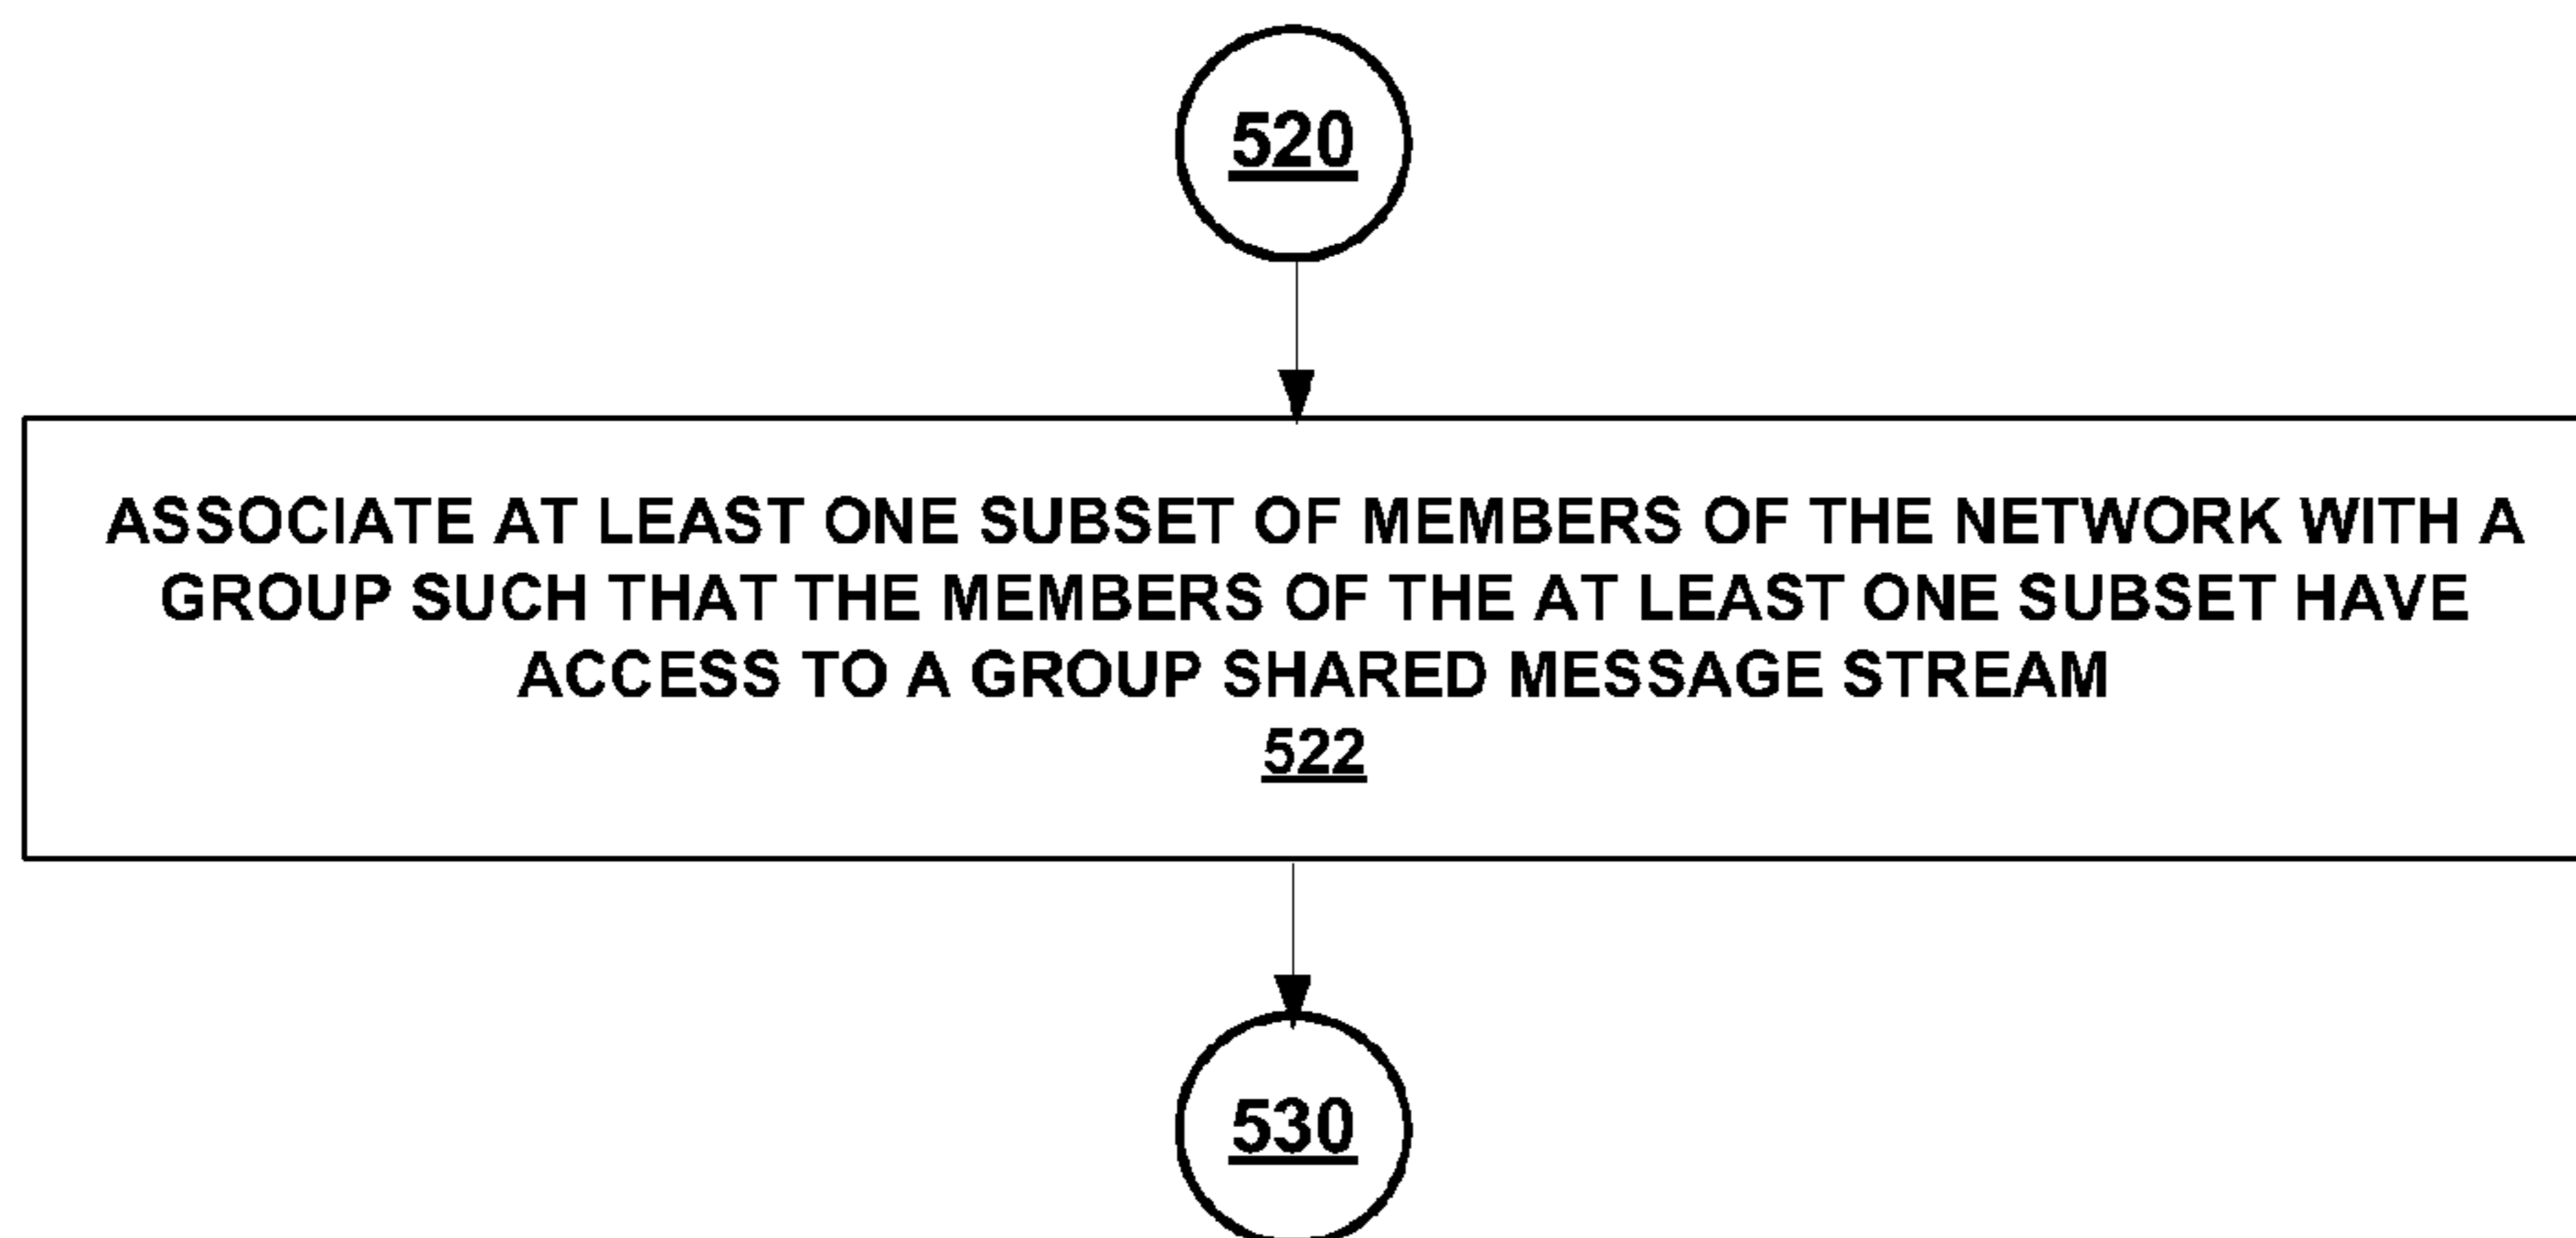 520
ASSOCIATE AT LEAST ONE SUBSET OF MEMBERS OF THE NETWORK WITH A
GROUP SUCH THAT THE MEMBERS OF THE AT LEAST ONE SUBSET HAVE
ACCESS TO A GROUP SHARED MESSAGE STREAM
522
530